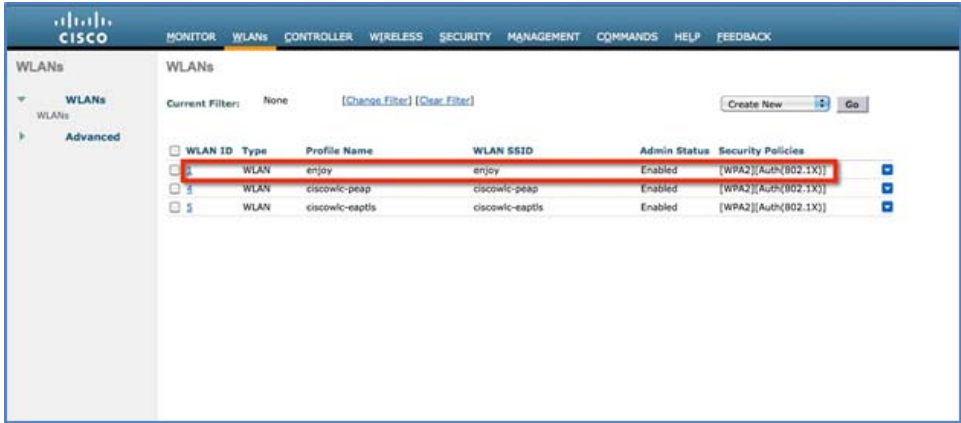 CISCO
MONITOR WLANs CONTROLLER WIRELESS SECURITY MANAGEMENT COMMANDS HELP FEEDBACK
WLANs
WLANs
WLANs
Advanced
WLANs
Current Filter: None [Change Filter] [Clear Filter]
Create New Go
WLAN ID Type Profile Name WLAN SSID Admin Status Security Policies
WLAN enjoy enjoy Enabled [WPA2][Auth(802.1X)]
4 WLAN ciscowlc-peap ciscowlc-peap Enabled [WPA2][Auth(802.1X)]
5 WLAN ciscowlc-eaptls ciscowlc-eaptls Enabled [WPA2][Auth(802.1X)]